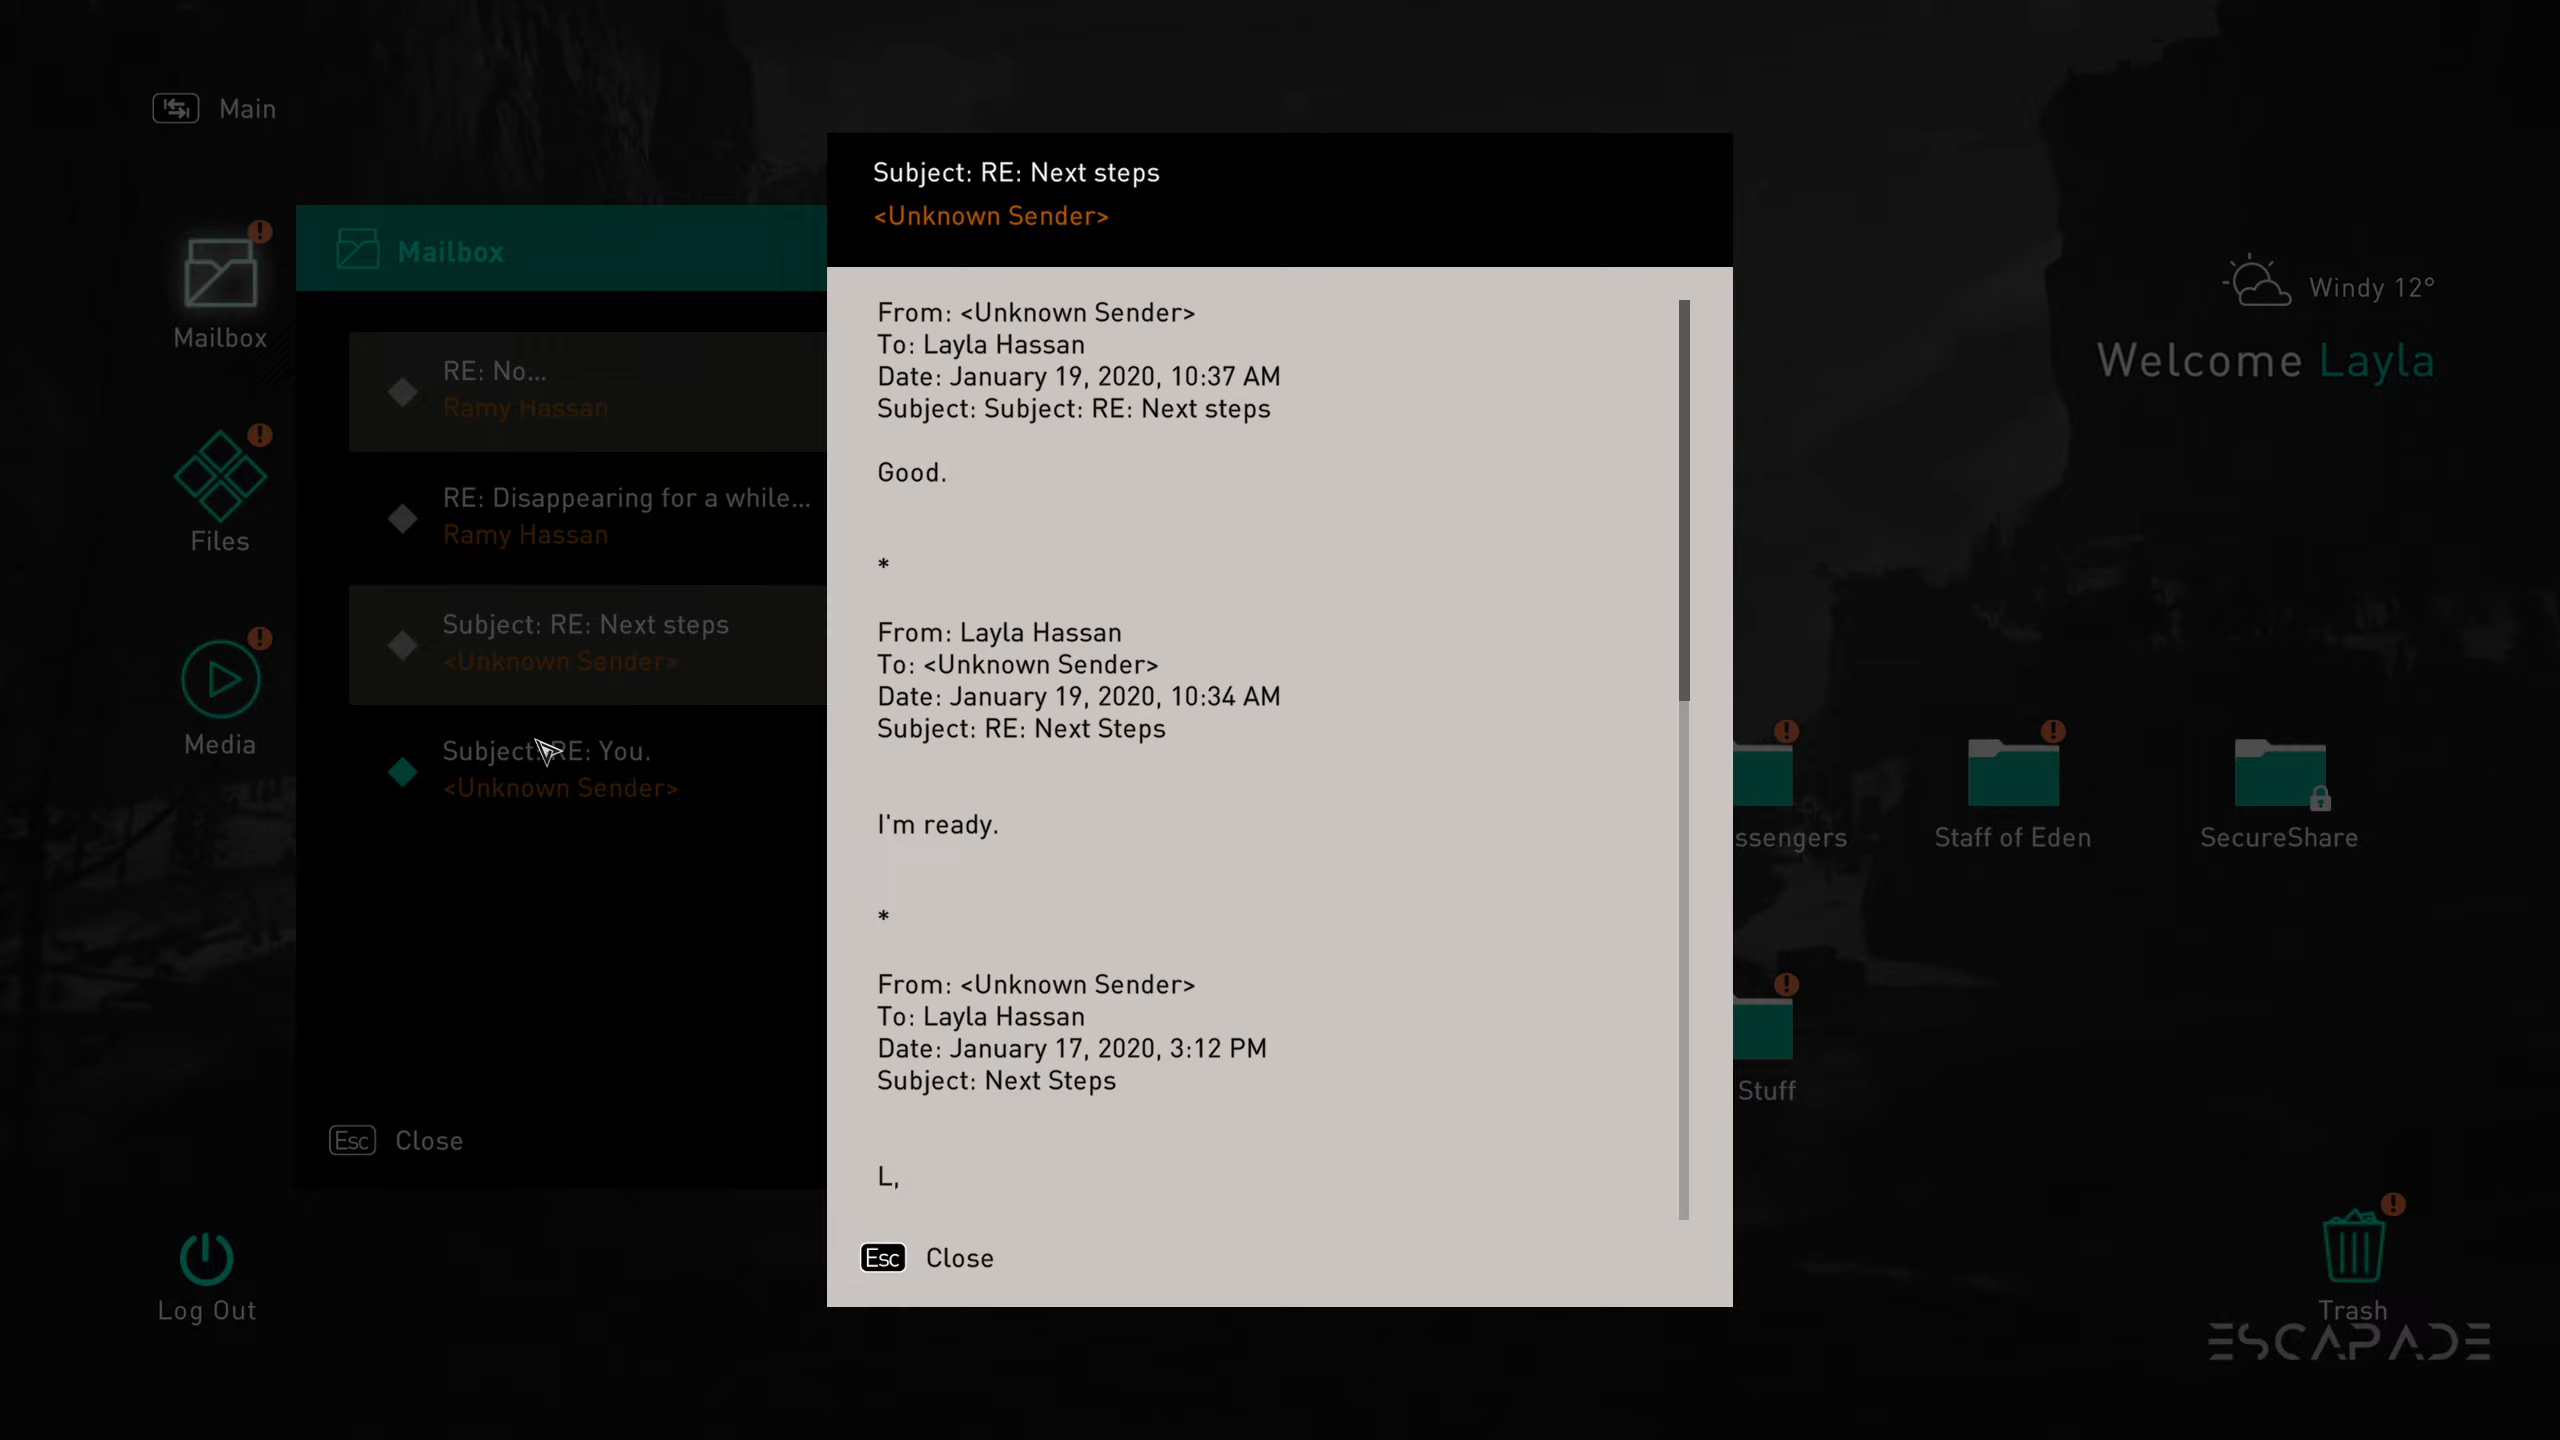 Main
Mailbox
Files
Media
Log Out
Mailbox
RE: No...
Ramy Hassan
RE: Disappearing for a while...
Ramy Hassan
Subject: RE: Next steps
<Unknown Sender>
Subject: RE: You.
<Unknown Sender>
Esc Close
Subject: RE: Next steps
<Unknown Sender>
From: <Unknown Sender>
To: Layla Hassan
Date: January 19, 2020, 10:37 AM
Subject: Subject: RE: Next steps
Good.
*
From: Layla Hassan
To: <Unknown Sender>
Date: January 19, 2020, 10:34 AM
Subject: RE: Next Steps
I'm ready.
*
From: <Unknown Sender>
To: Layla Hassan
Date: January 17, 2020, 3:12 PM
Subject: Next Steps
L,
Esc Close
Windy 12°
Welcome Layla
ssengers
Staff of Eden
SecureShare
Stuff
Trash
ESCAPADE